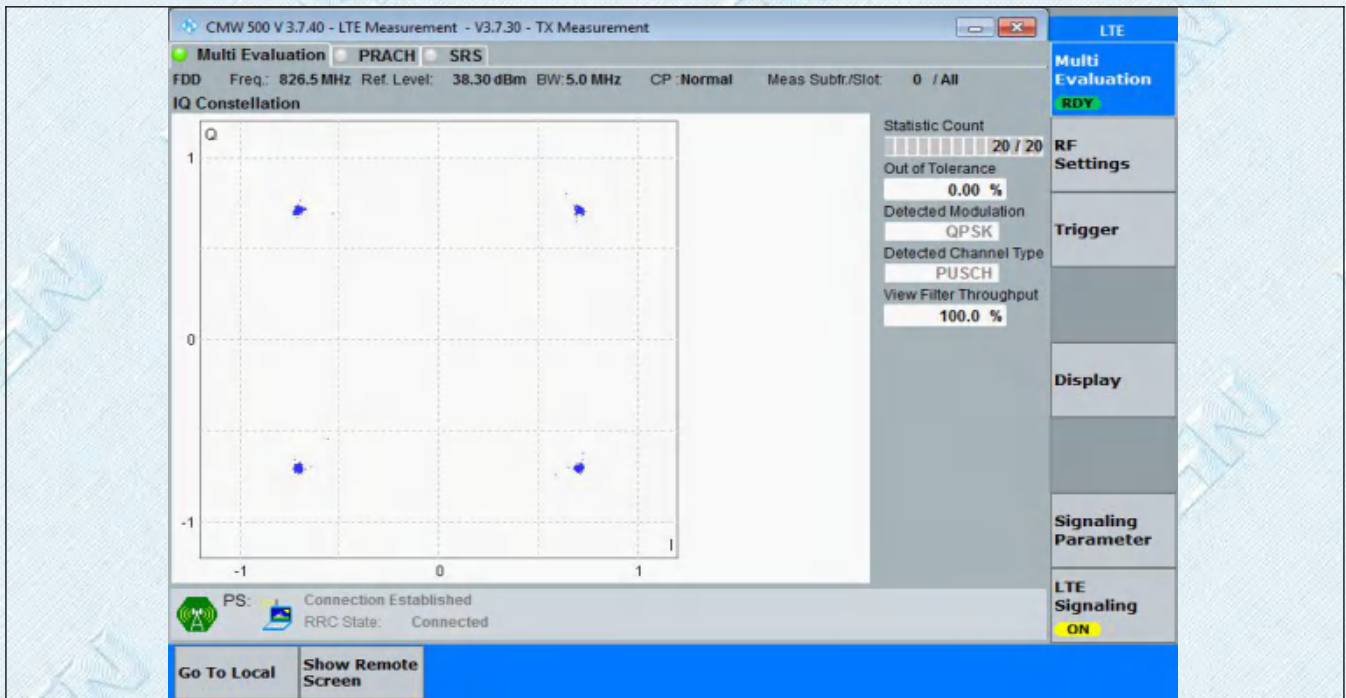 CMW 500 V 3.7.40 - LTE Measurement - V3.7.30 - TX Measurement
LTE
Multi Evaluation PRACH SRS
FDD Freq.: 826.5 MHz Ref. Level: 38.30 dBm BW: 5.0 MHz CP : Normal Meas Subfr./Slot: 0 / All
IQ Constellation
Q
1
0
-1
-1 0 1
I
Statistic Count
20 / 20
Out of Tolerance
0.00 %
Detected Modulation
QPSK
Detected Channel Type
PUSCH
View Filter Throughput
100.0 %
Multi
Evaluation
RDY
RF
Settings
Trigger
Display
Signaling
Parameter
LTE
Signaling
ON
PS: Connection Established
RRC State: Connected
Go To Local
Show Remote
Screen